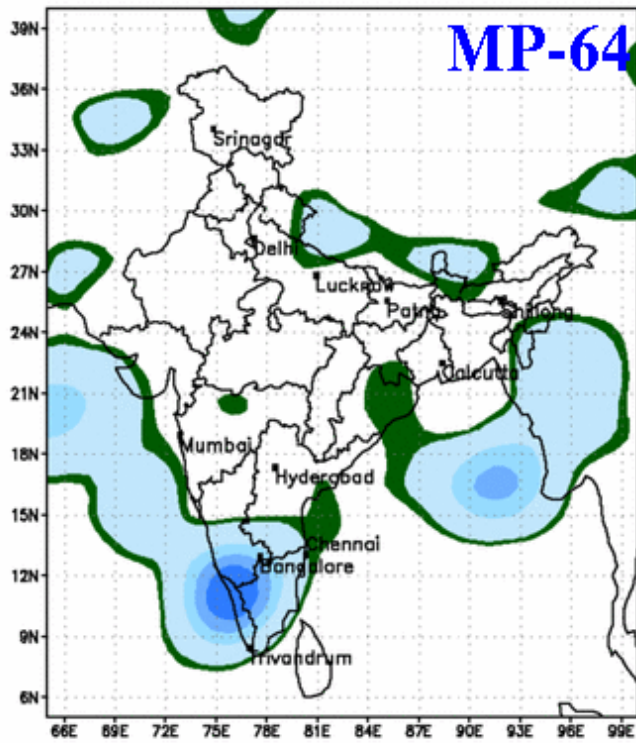 MP-64
39N
36N
33N
30N
27N
24N
21N
18N
15N
12N
9N
6N
Srinagar
Delhi
Lucknow
Patna
Shillong
Calcutta
Mumbai
Hyderabad
Chennai
Bangalore
Trivandrum
66E 69E 72E 75E 78E 81E 84E 87E 90E 93E 96E 99E